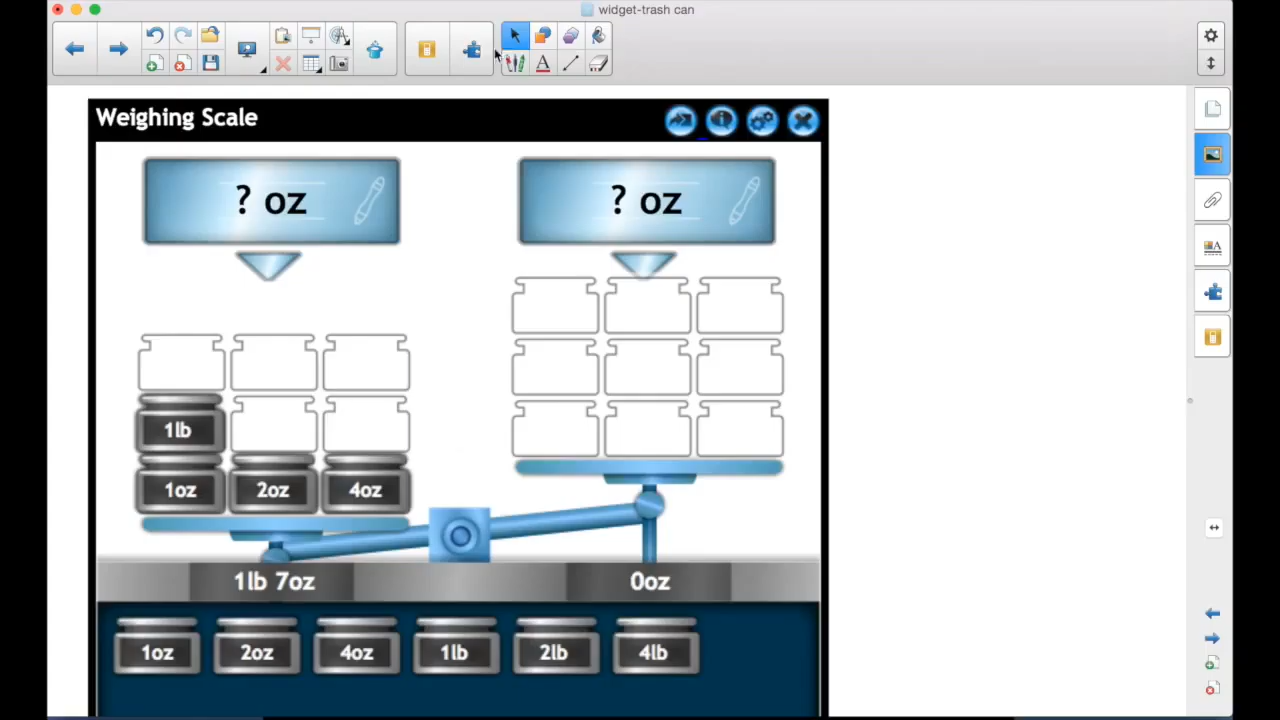 widget-trash can
Weighing Scale
? oz ? oz
1lb
1oz 2oz 4oz
1lb 7oz 0oz
1oz 2oz 4oz 1lb 2lb 4lb